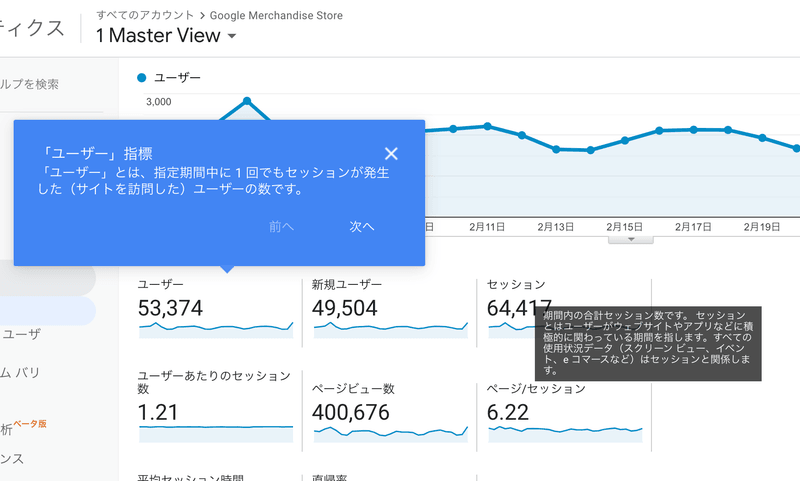 ティクス
すべてのアカウント > Google Merchandise Store
1 Master View
ルプを検索
ユーザー
3,000
「ユーザー」指標
「ユーザー」とは、指定期間中に 1 回でもセッションが発生
した（サイトを訪問した）ユーザーの数です。
前へ
次へ
日
2月11日
2月13日
2月15日
2月17日
2月19日
ユーザー
53,374
新規ユーザー
49,504
セッション
64,417
期間内の合計セッション数です。 セッション
とはユーザーがウェブサイトやアプリなどに積
極的に関わっている期間を指します。すべての
使用状況データ（スクリーン ビュー、イベン
ト、e コマースなど）はセッションと関係しま
す。
ユーザ
ム バリ
析ベータ版
ンス
ユーザーあたりのセッション
数
1.21
ページビュー数
400,676
ページ/セッション
6.22
平均セッション時間
直帰率